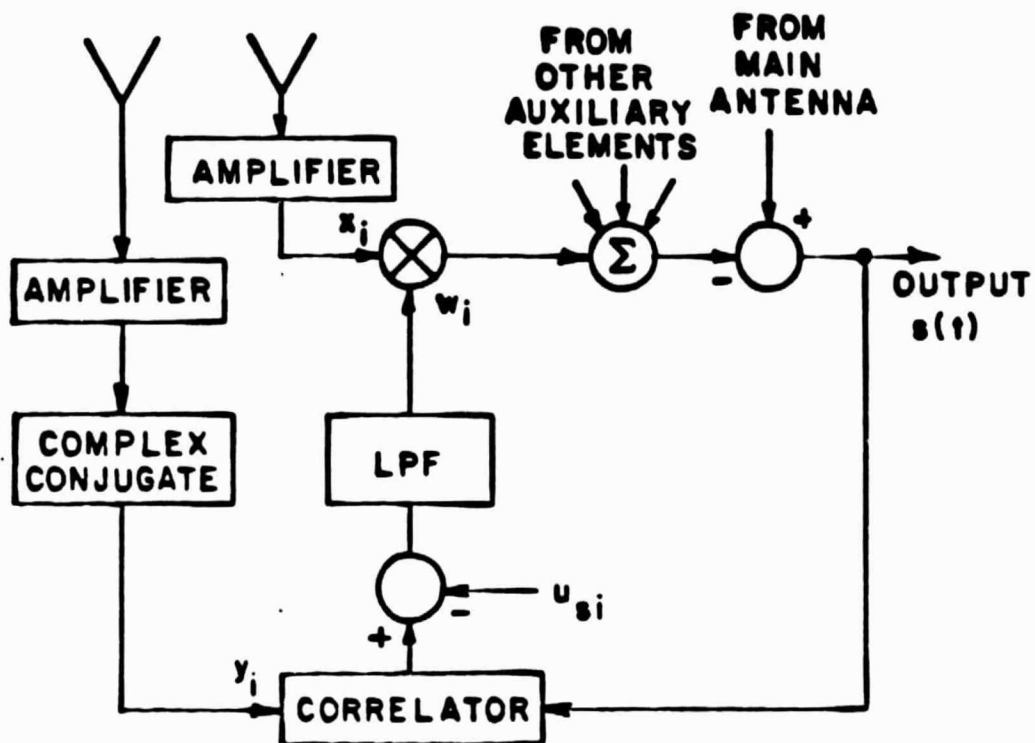 FROM
OTHER
AUXILIARY
ELEMENTS
FROM
MAIN
ANTENNA
AMPLIFIER
x_i
+
Σ
-
AMPLIFIER
w_i
OUTPUT
s(t)
COMPLEX
CONJUGATE
LPF
-
u_si
+
y_i
CORRELATOR